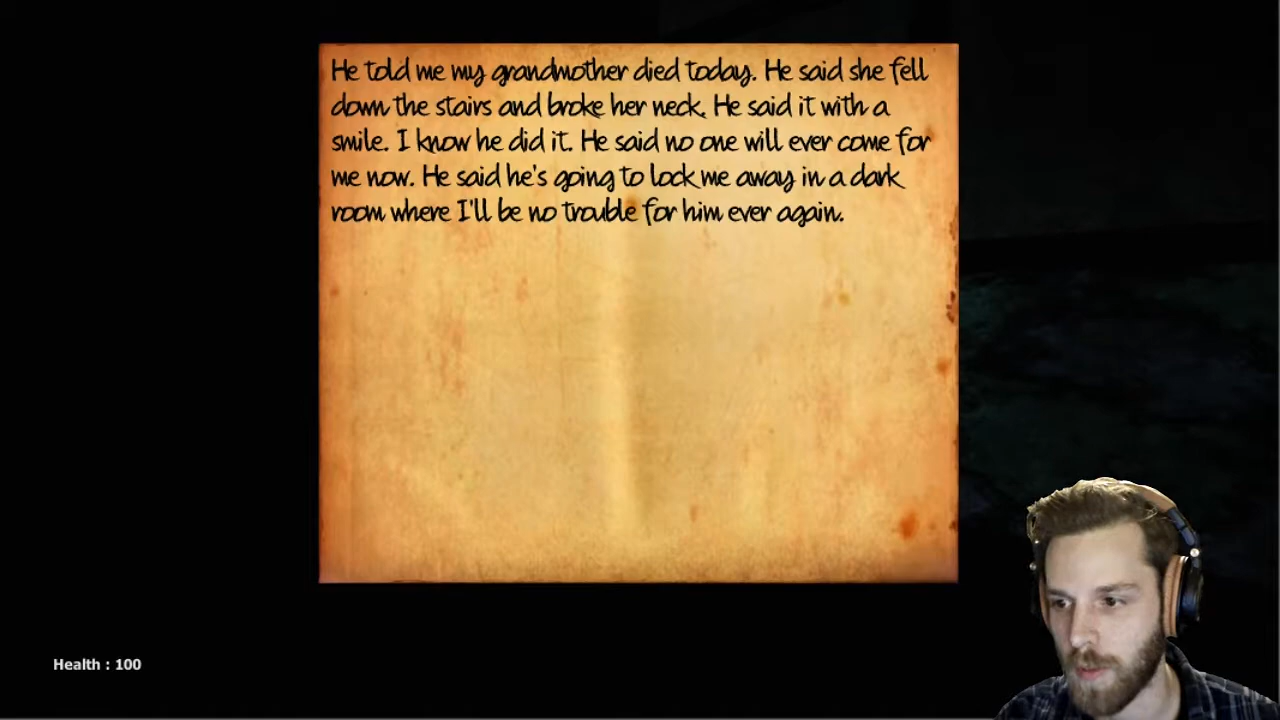 He told me my grandmother died today. He said she fell
down the stairs and broke her neck. He said it with a
smile. I know he did it. He said no one will ever come for
me now. He said he's going to lock me away in a dark
room where I'll be no trouble for him ever again.
Health : 100